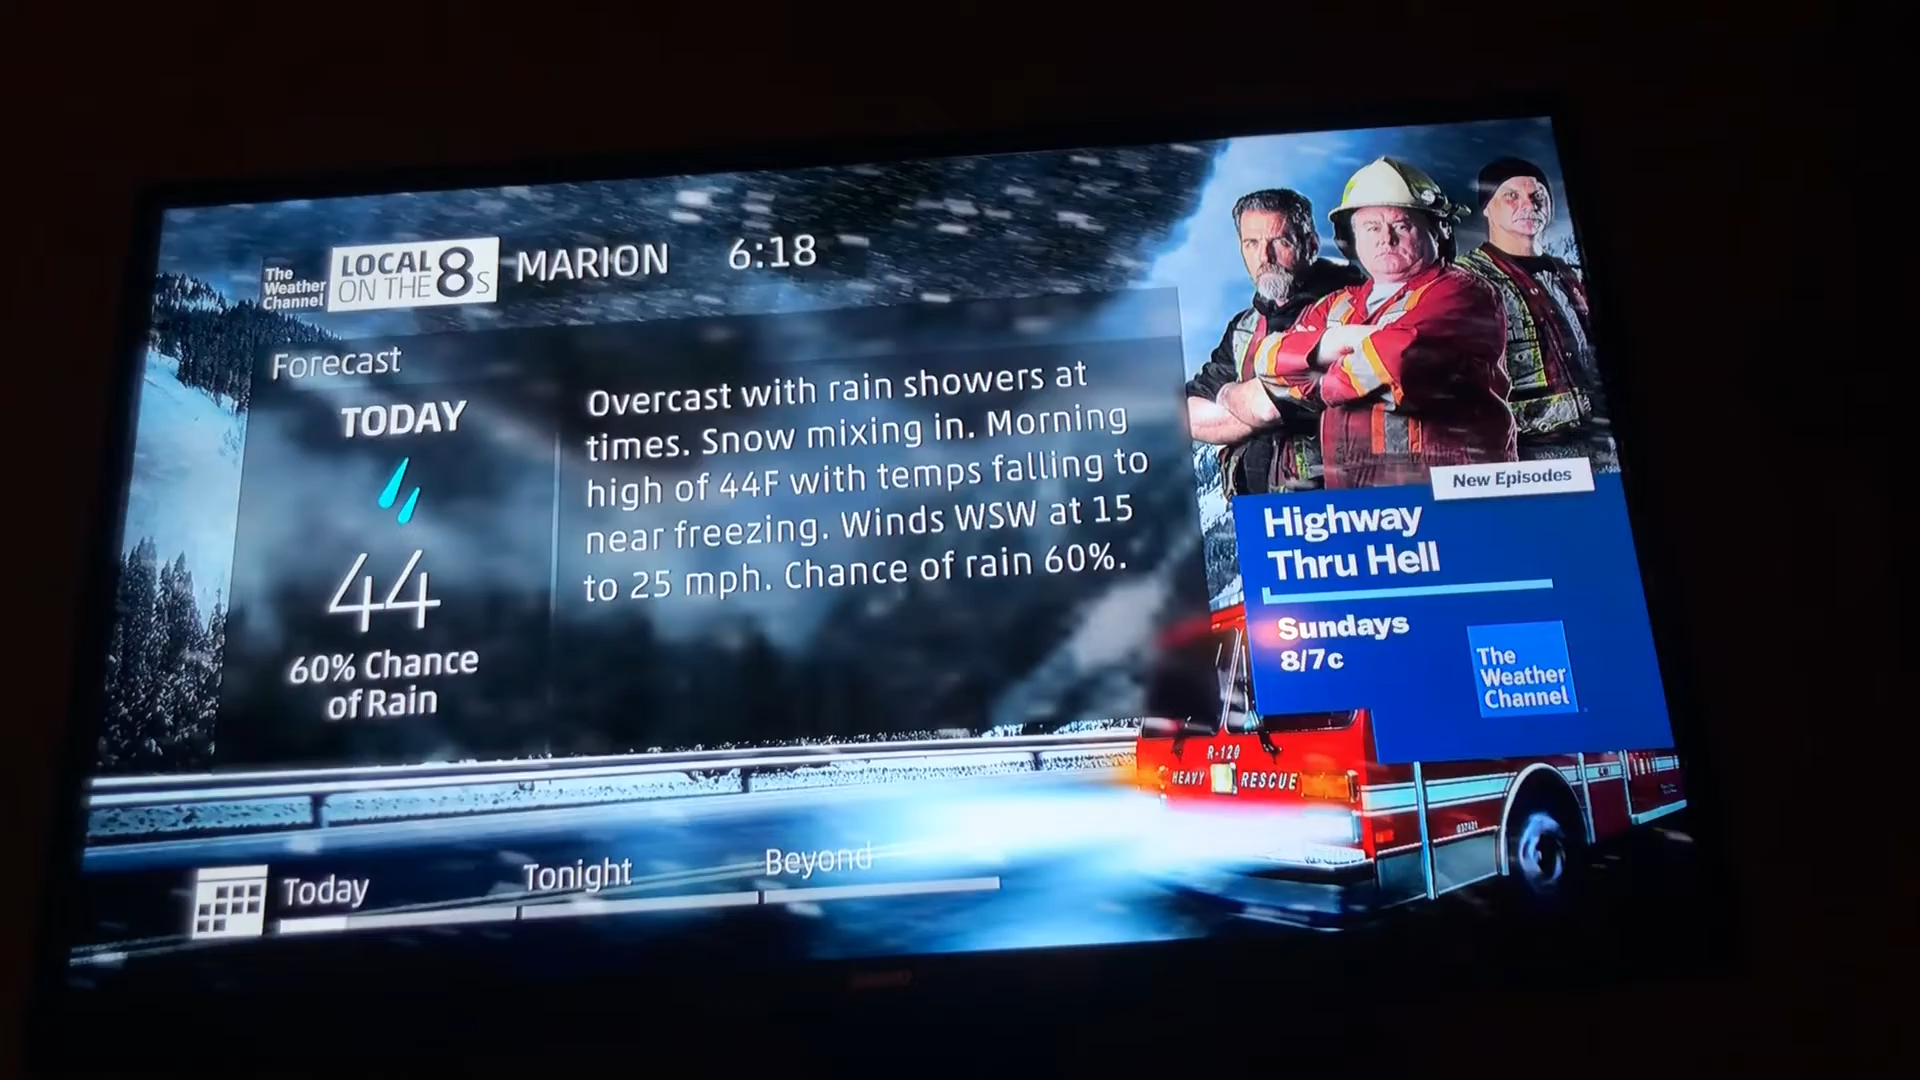 The
Weather
Channel
LOCAL
ON THE 8s
MARION 6:18
Forecast
TODAY
44
60% Chance
of Rain
Overcast with rain showers at
times. Snow mixing in. Morning
high of 44F with temps falling to
near freezing. Winds WSW at 15
to 25 mph. Chance of rain 60%.
New Episodes
Highway
Thru Hell
Sundays
8/7c
The
Weather
Channel
R-120
HEAVY RESCUE
Today
Tonight
Beyond